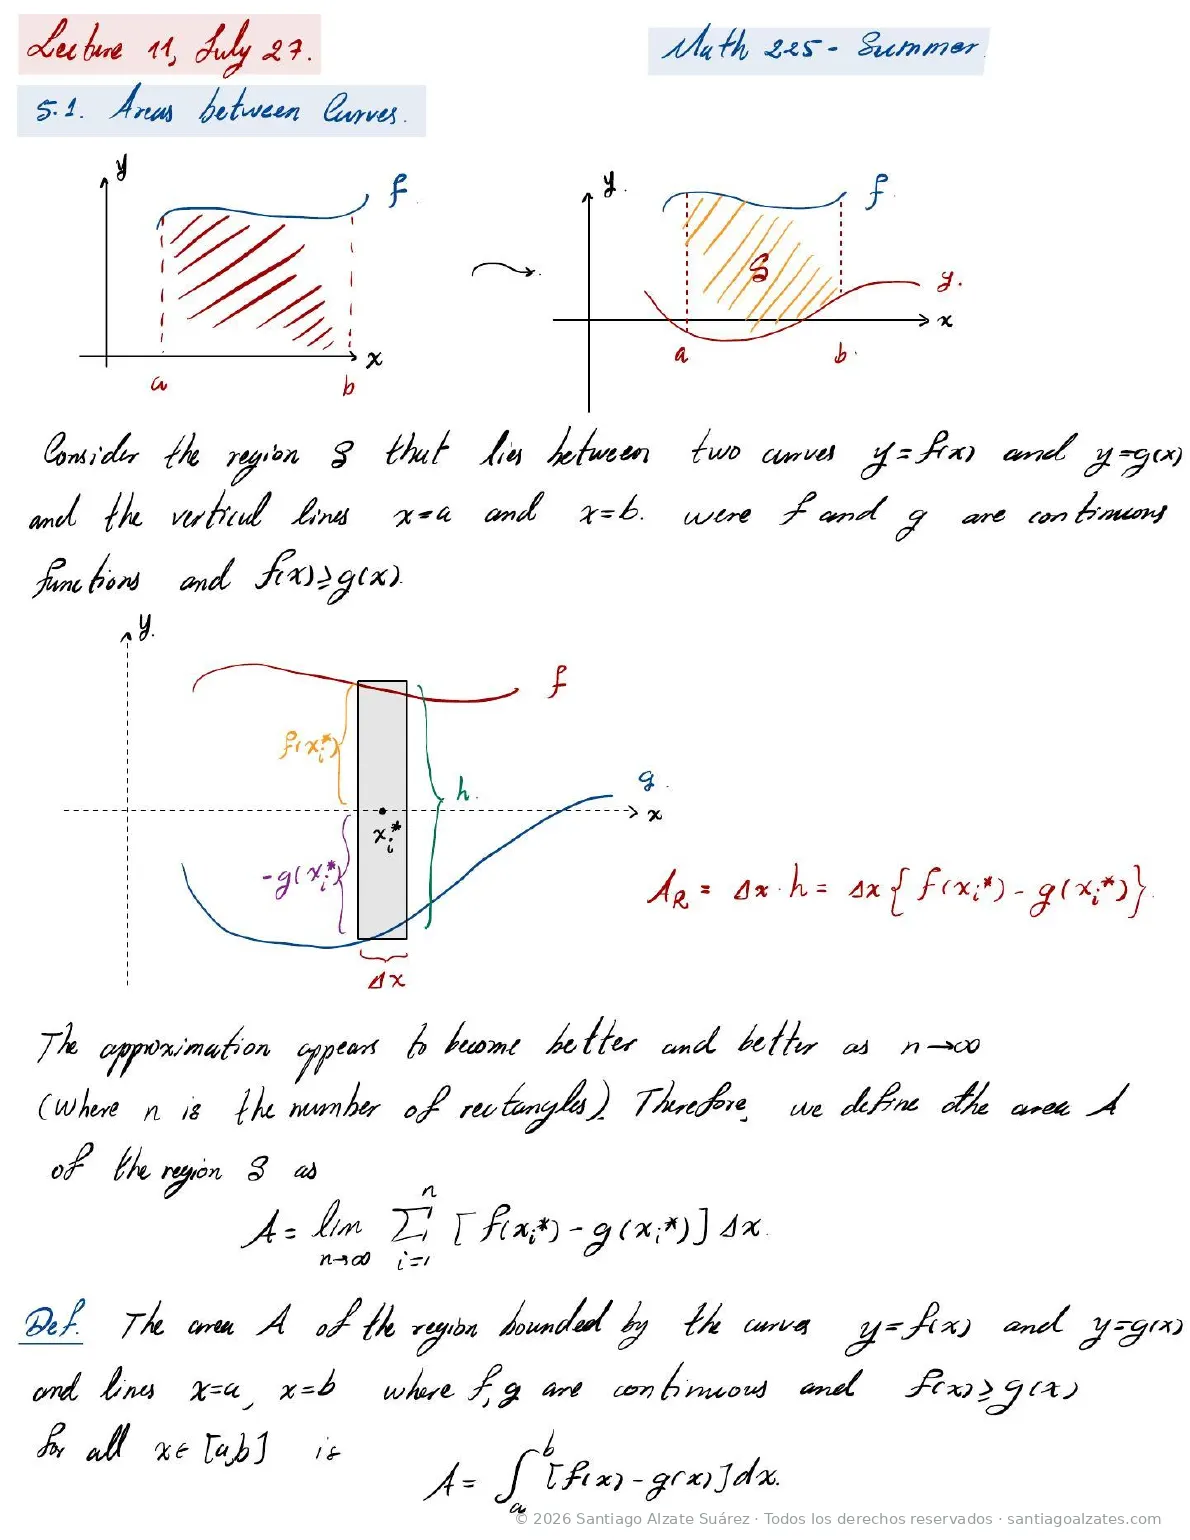 Lecture 11, July 27.
Math 225 - Summer
5.1. Areas between Curves.
y
f
a
b
x
y.
f
S
y.
x
a
b.
Consider the region S that lies between two curves y=f(x) and y=g(x)
and the vertical lines x=a and x=b. were f and g are continuous
functions and f(x)≥g(x).
y.
f
f(x_i^*)
h.
g.
x
x_i^*
-g(x_i^*)
A_R = Δx · h = Δx { f(x_i^*) - g(x_i^*) }.
Δx
The approximation appears to become better and better as n→∞
(where n is the number of rectangles). Therefore, we define the area A
of the region S as
A = lim_{n→∞} Σ_{i=1}^{n} [ f(x_i^*) - g(x_i^*) ] Δx.
Def. The area A of the region bounded by the curves y=f(x) and y=g(x)
and lines x=a, x=b where f, g are continuous and f(x)≥g(x)
for all x∈[a,b] is
A = ∫_a^b [f(x) - g(x)] dx.
© 2026 Santiago Alzate Suárez · Todos los derechos reservados · santiagoalzates.com